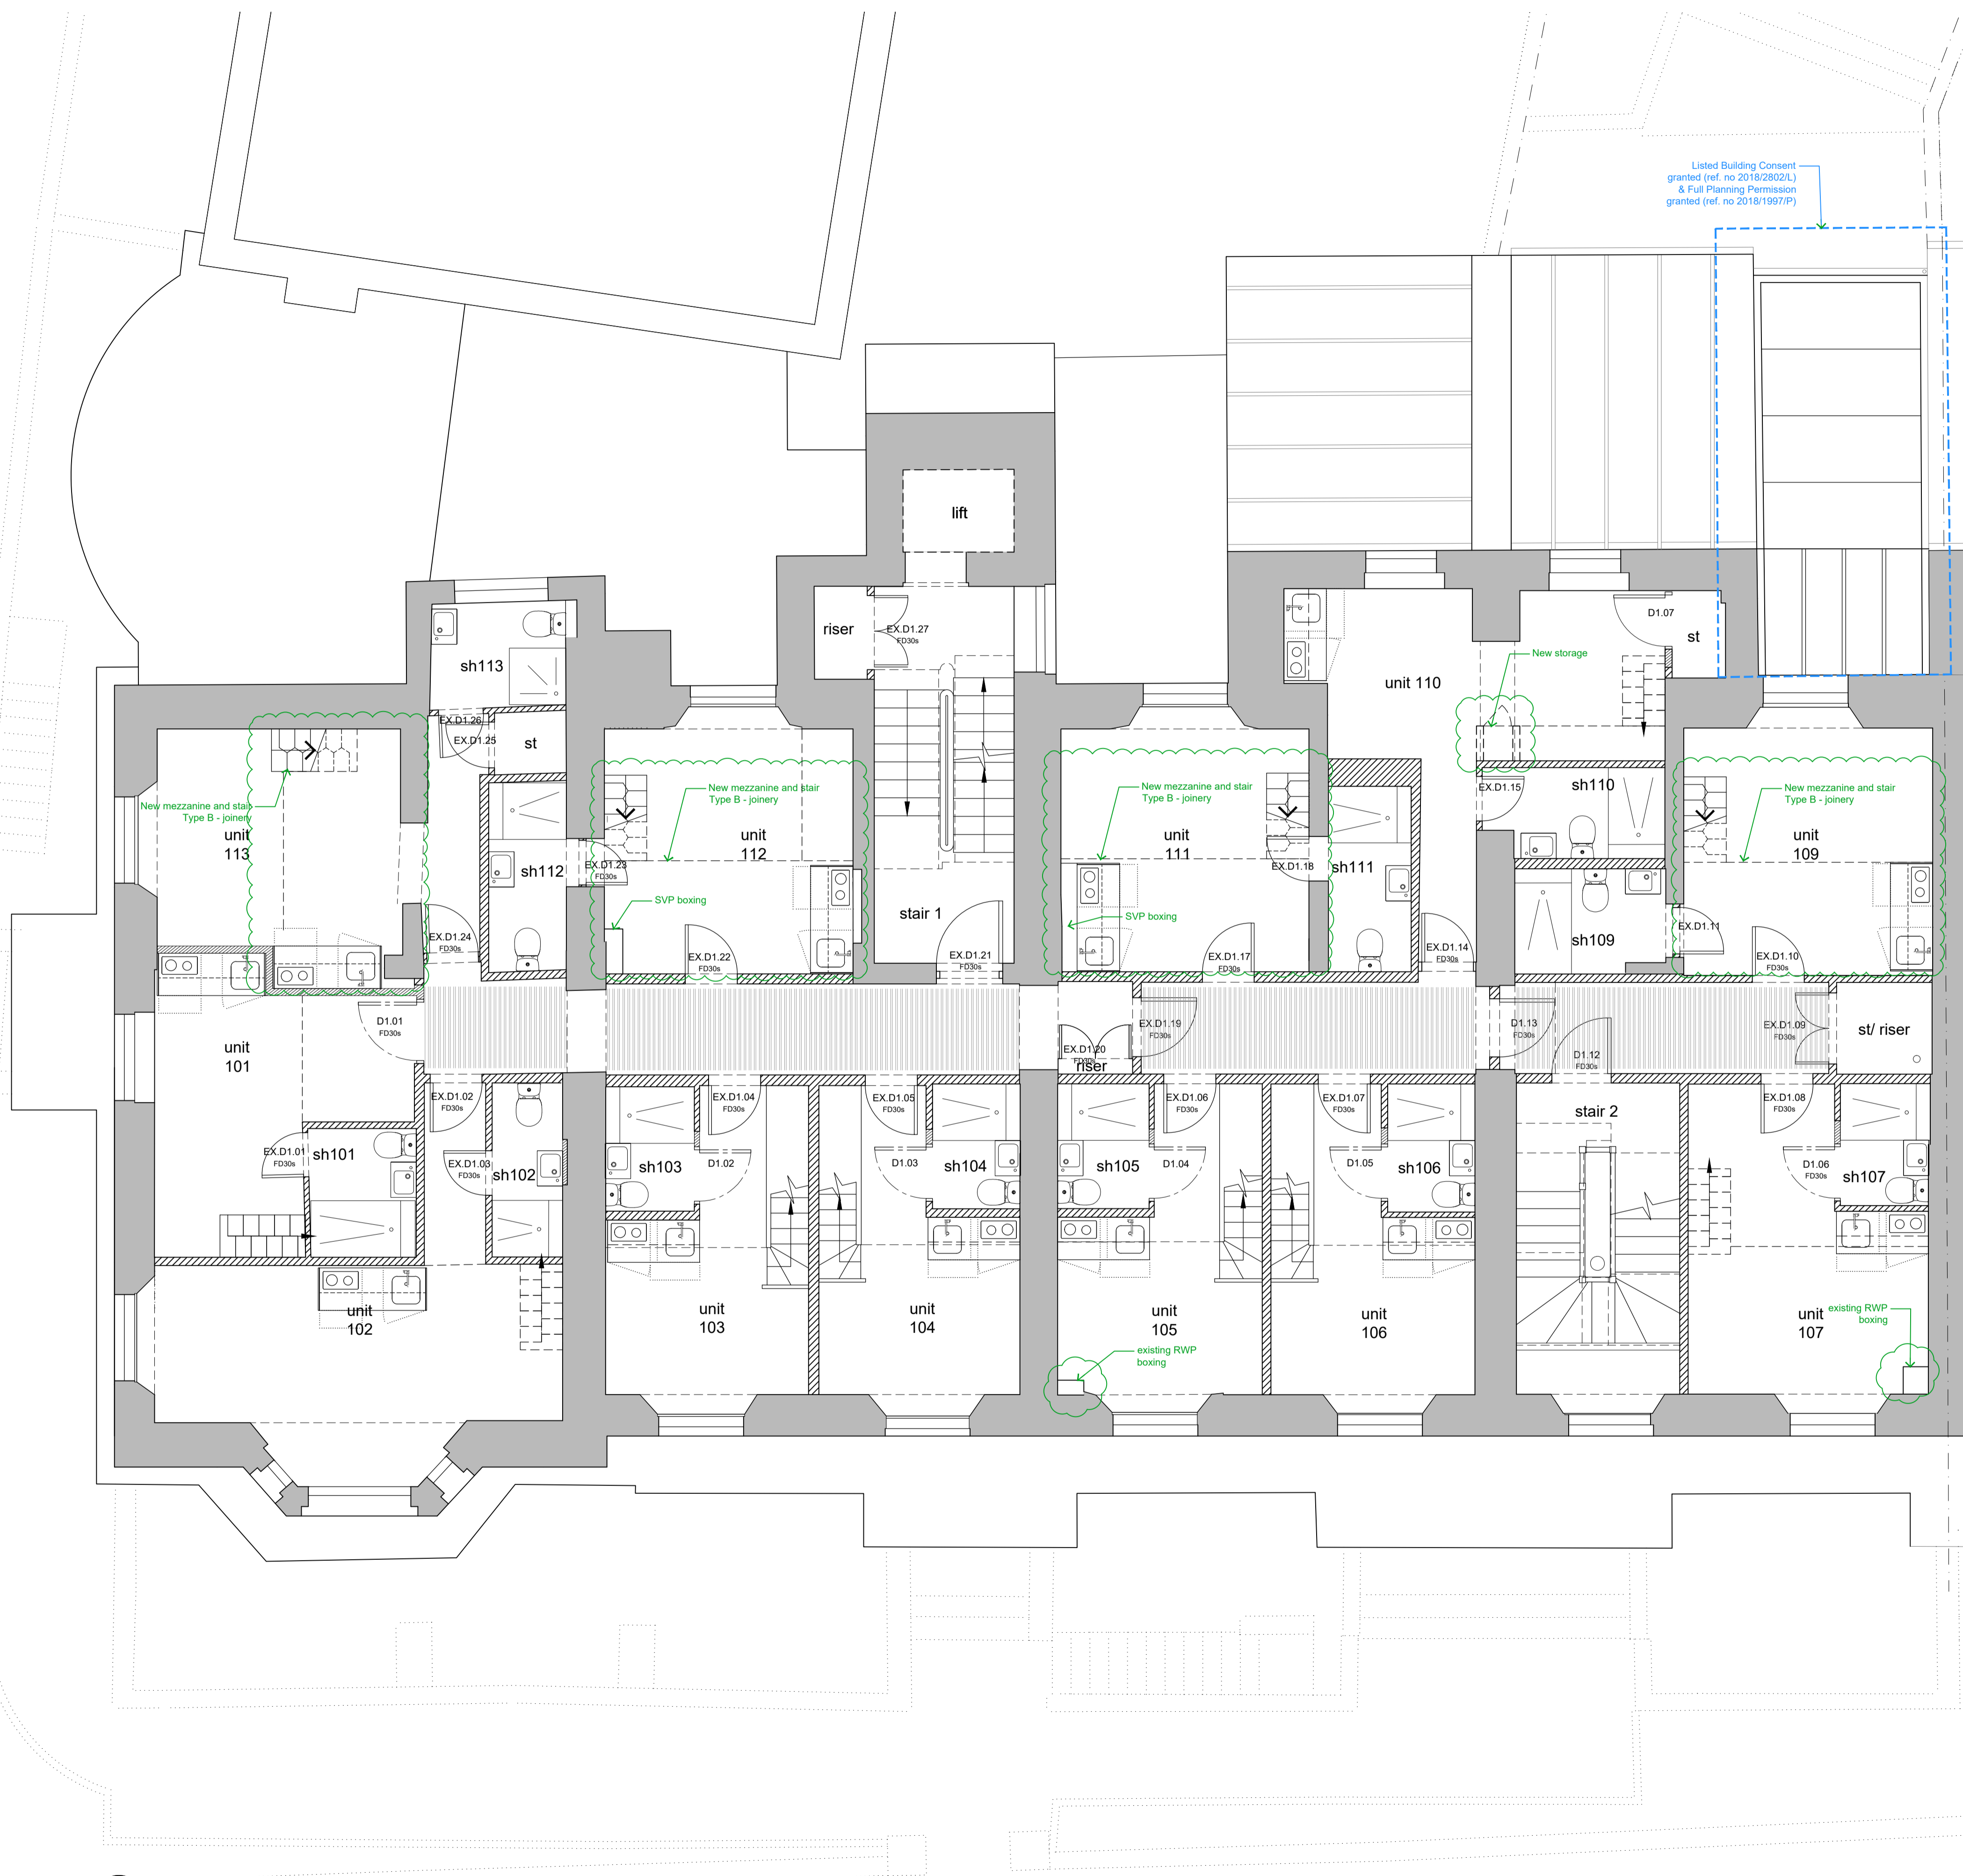 Listed Building Consent
granted (ref. no 2018/2802/L)
& Full Planning Permission
granted (ref. no 2018/1997/P)
lift
riser
EX.D1.27
FD30s
D1.07
st
New storage
sh113
unit 110
EX.D1.26
EX.D1.25
st
New mezzanine and stair
Type B - joinery
unit
113
New mezzanine and stair
Type B - joinery
unit
112
New mezzanine and stair
Type B - joinery
unit
111
EX.D1.15
sh110
New mezzanine and stair
Type B - joinery
unit
109
sh112
EX.D1.23
FD30s
EX.D1.18
sh111
SVP boxing
stair 1
SVP boxing
EX.D1.24
FD30s
EX.D1.22
FD30s
EX.D1.21
FD30s
EX.D1.17
FD30s
EX.D1.14
FD30s
sh109
EX.D1.11
EX.D1.10
FD30s
D1.01
FD30s
unit
101
EX.D1.19
FD30s
EX.D1.20
FD30s
riser
D1.13
FD30s
D1.12
FD30s
EX.D1.09
FD30s
st/ riser
EX.D1.02
FD30s
EX.D1.04
FD30s
EX.D1.05
FD30s
EX.D1.06
FD30s
EX.D1.07
FD30s
stair 2
EX.D1.08
FD30s
EX.D1.01
FD30s
sh101
EX.D1.03
FD30s
sh102
sh103
D1.02
D1.03
sh104
sh105
D1.04
D1.05
sh106
D1.06
FD30s
sh107
unit
102
unit
103
unit
104
unit
105
unit
106
unit
107
existing RWP
boxing
existing RWP
boxing